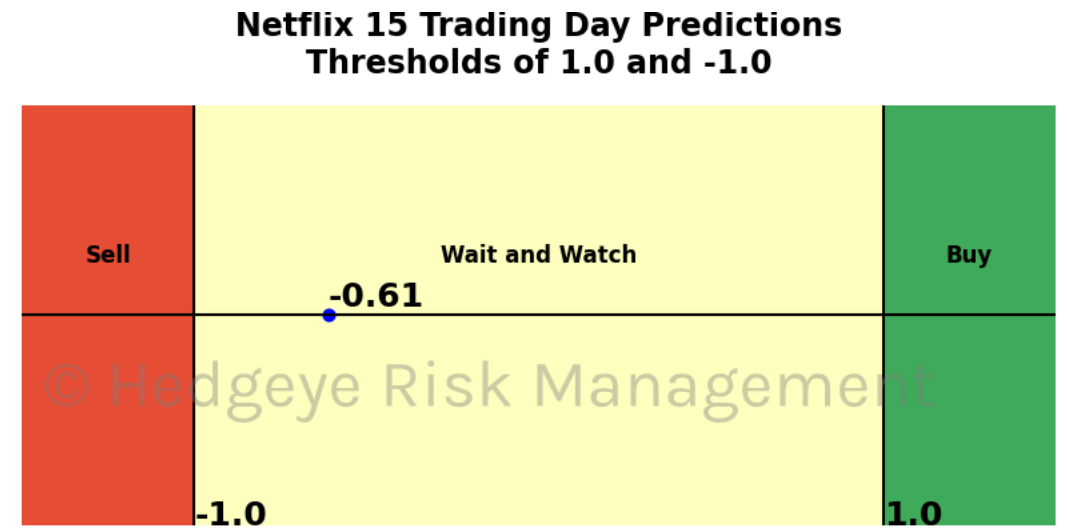 Netflix 15 Trading Day Predictions
Thresholds of 1.0 and -1.0
Sell
Wait and Watch
Buy
-0.61
© Hedgeye Risk Management
-1.0
1.0